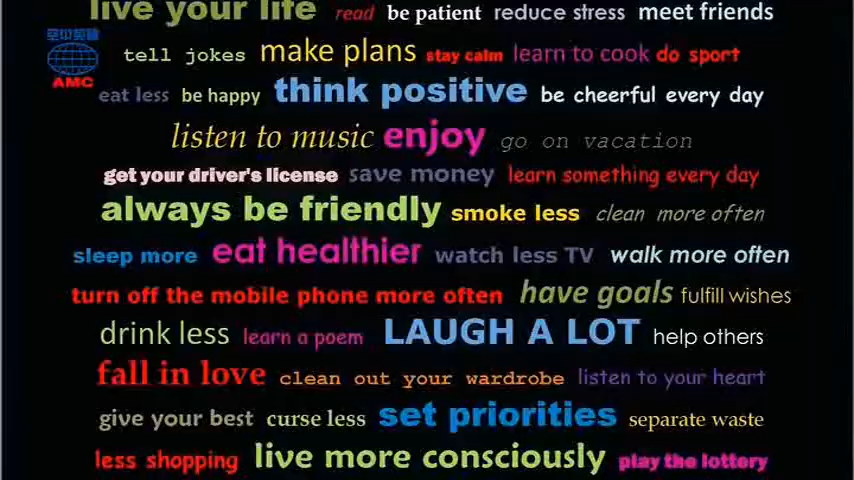 live your life read be patient reduce stress meet friends
空中英語
AMC
tell jokes make plans stay calm learn to cook do sport
eat less be happy think positive be cheerful every day
listen to music enjoy go on vacation
get your driver's license save money learn something every day
always be friendly smoke less clean more often
sleep more eat healthier watch less TV walk more often
turn off the mobile phone more often have goals fulfill wishes
drink less learn a poem LAUGH A LOT help others
fall in love clean out your wardrobe listen to your heart
give your best curse less set priorities separate waste
less shopping live more consciously play the lottery